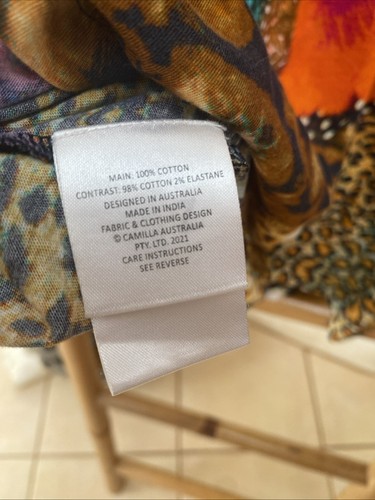 MAIN: 100% COTTON
CONTRAST: 98% COTTON 2% ELASTANE
DESIGNED IN AUSTRALIA
MADE IN INDIA
FABRIC & CLOTHING DESIGN
© CAMILLA AUSTRALIA
PTY. LTD. 2021
CARE INSTRUCTIONS
SEE REVERSE